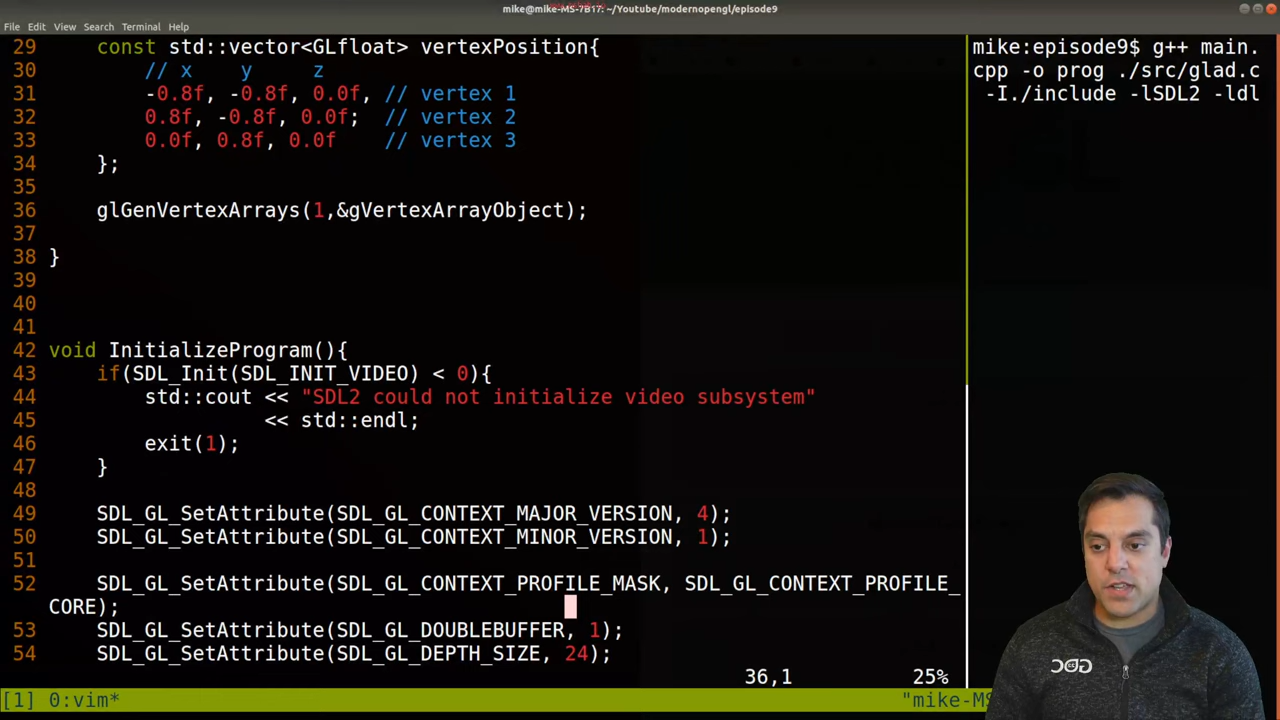 mike@mike-MS-7B17: ~/Youtube/modernopengl/episode9
File Edit View Search Terminal Help
29     const std::vector<GLfloat> vertexPosition{
30         // x    y     z
31         -0.8f, -0.8f, 0.0f, // vertex 1
32         0.8f, -0.8f, 0.0f;  // vertex 2
33         0.0f, 0.8f, 0.0f    // vertex 3
34     };
35
36     glGenVertexArrays(1,&gVertexArrayObject);
37
38 }
39
40
41
42 void InitializeProgram(){
43     if(SDL_Init(SDL_INIT_VIDEO) < 0){
44         std::cout << "SDL2 could not initialize video subsystem"
45                   << std::endl;
46         exit(1);
47     }
48
49     SDL_GL_SetAttribute(SDL_GL_CONTEXT_MAJOR_VERSION, 4);
50     SDL_GL_SetAttribute(SDL_GL_CONTEXT_MINOR_VERSION, 1);
51
52     SDL_GL_SetAttribute(SDL_GL_CONTEXT_PROFILE_MASK, SDL_GL_CONTEXT_PROFILE_
CORE);
53     SDL_GL_SetAttribute(SDL_GL_DOUBLEBUFFER, 1);
54     SDL_GL_SetAttribute(SDL_GL_DEPTH_SIZE, 24);
36,1 25%
mike:episode9$ g++ main.
cpp -o prog ./src/glad.c
-I./include -lSDL2 -ldl
[1] 0:vim* "mike-MS